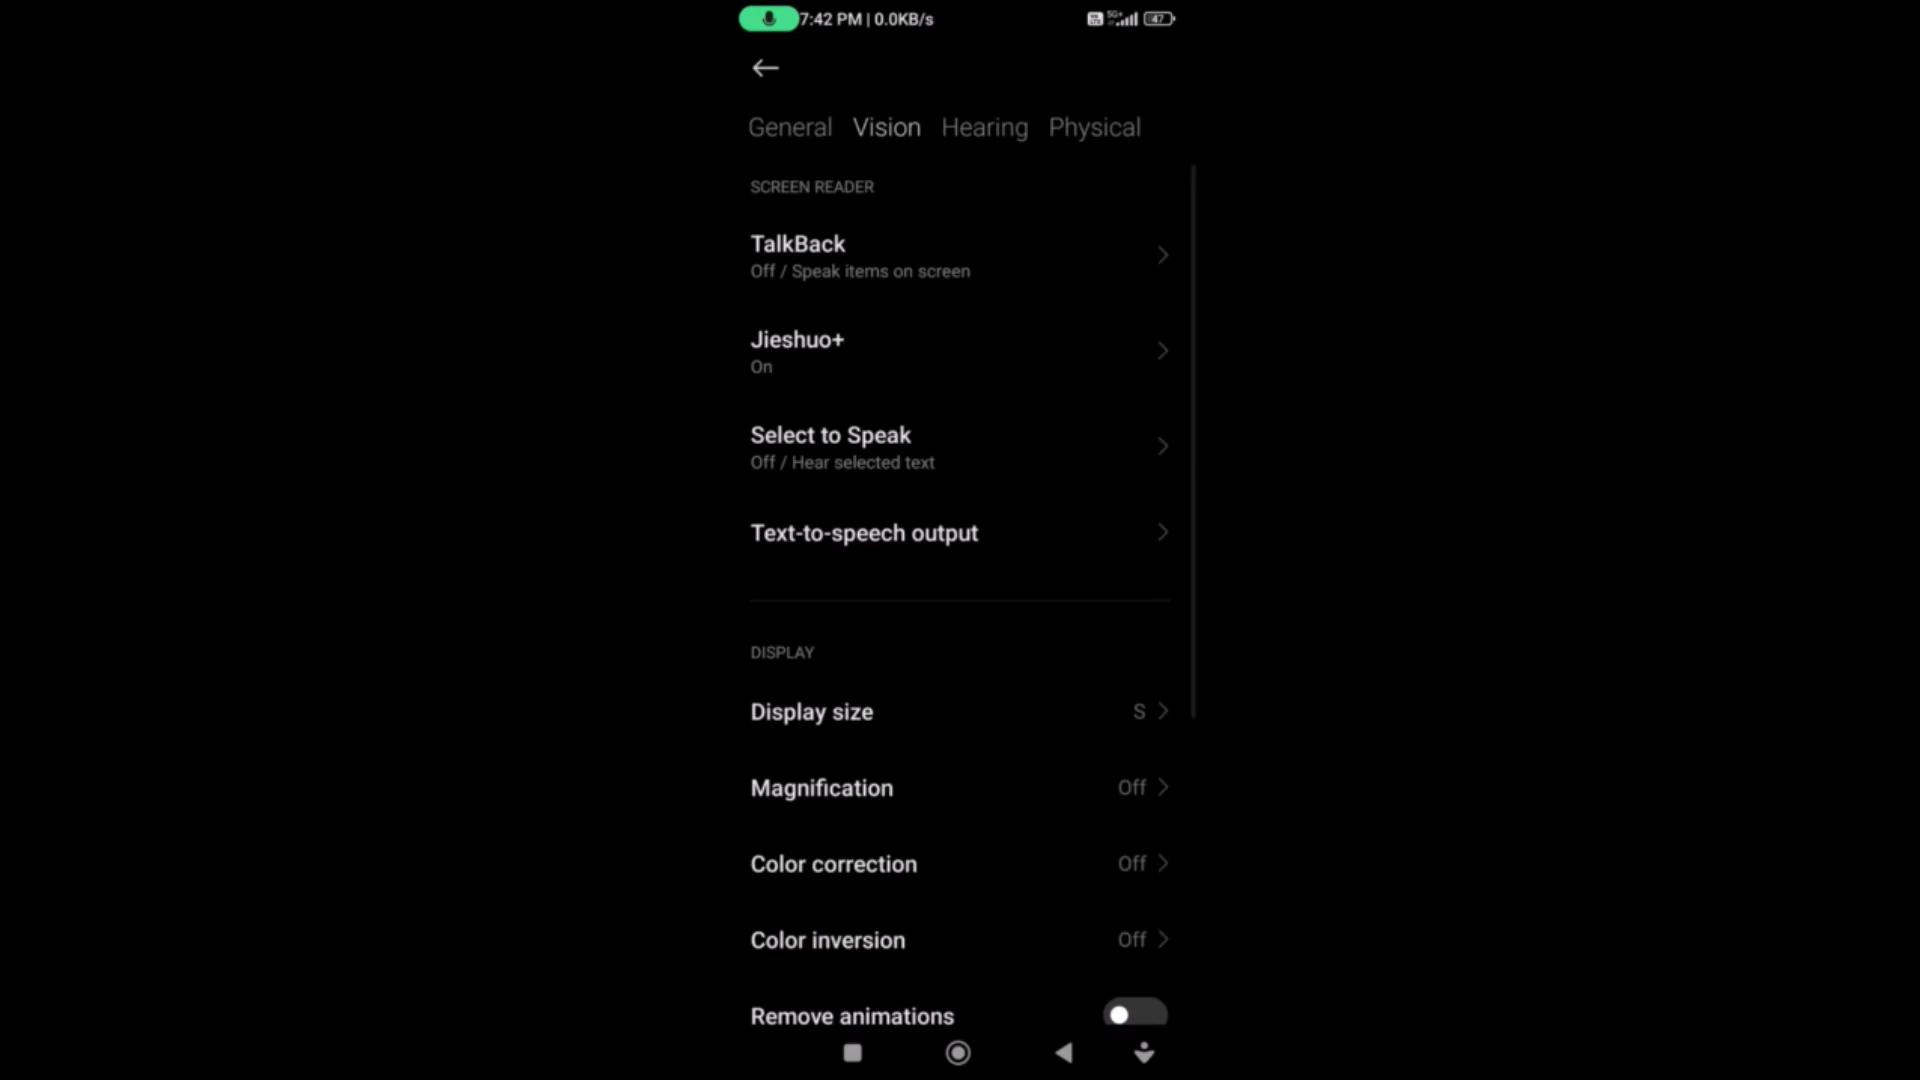 7:42 PM | 0.0KB/s 5G+ 47
General Vision Hearing Physical
SCREEN READER
TalkBack
Off / Speak items on screen
Jieshuo+
On
Select to Speak
Off / Hear selected text
Text-to-speech output
DISPLAY
Display size S
Magnification Off
Color correction Off
Color inversion Off
Remove animations